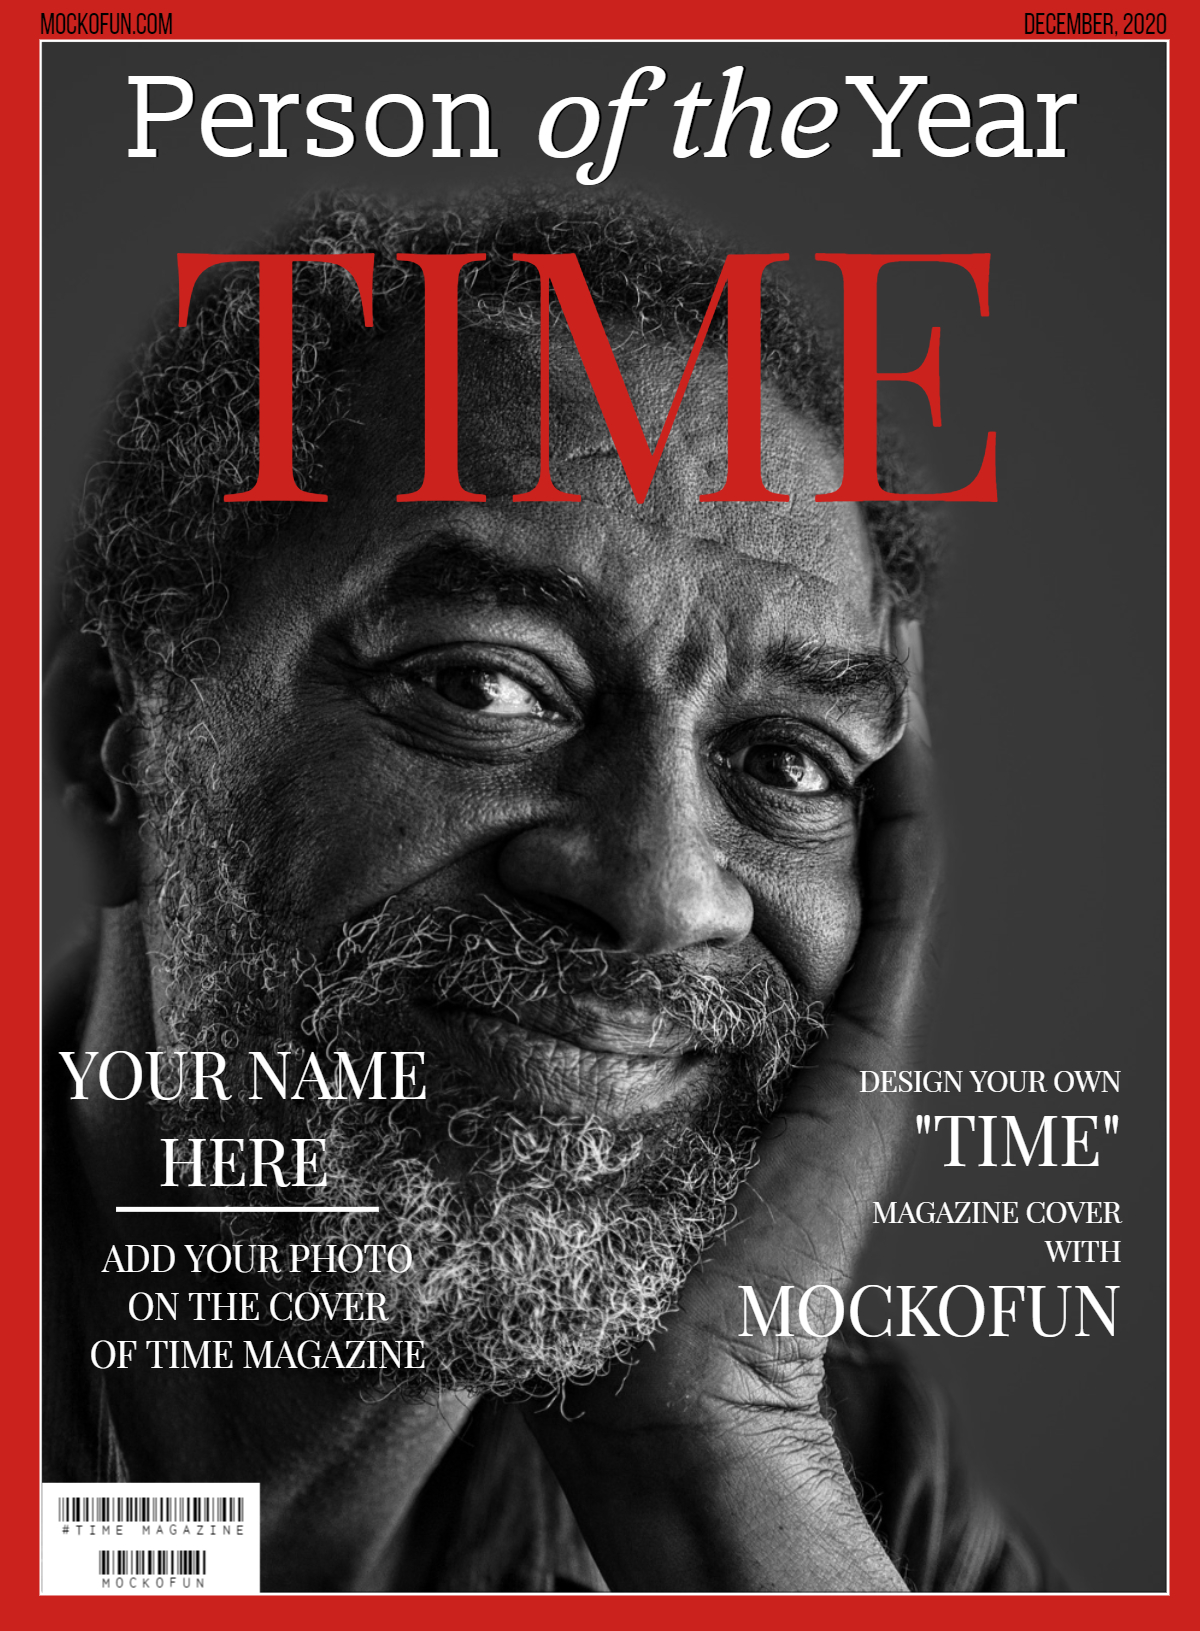 MOCKOFUN.COM
DECEMBER, 2020
Person of the Year
TIME
YOUR NAME
HERE
ADD YOUR PHOTO
ON THE COVER
OF TIME MAGAZINE
DESIGN YOUR OWN
"TIME"
MAGAZINE COVER
WITH
MOCKOFUN
#TIME MAGAZINE
MOCKOFUN